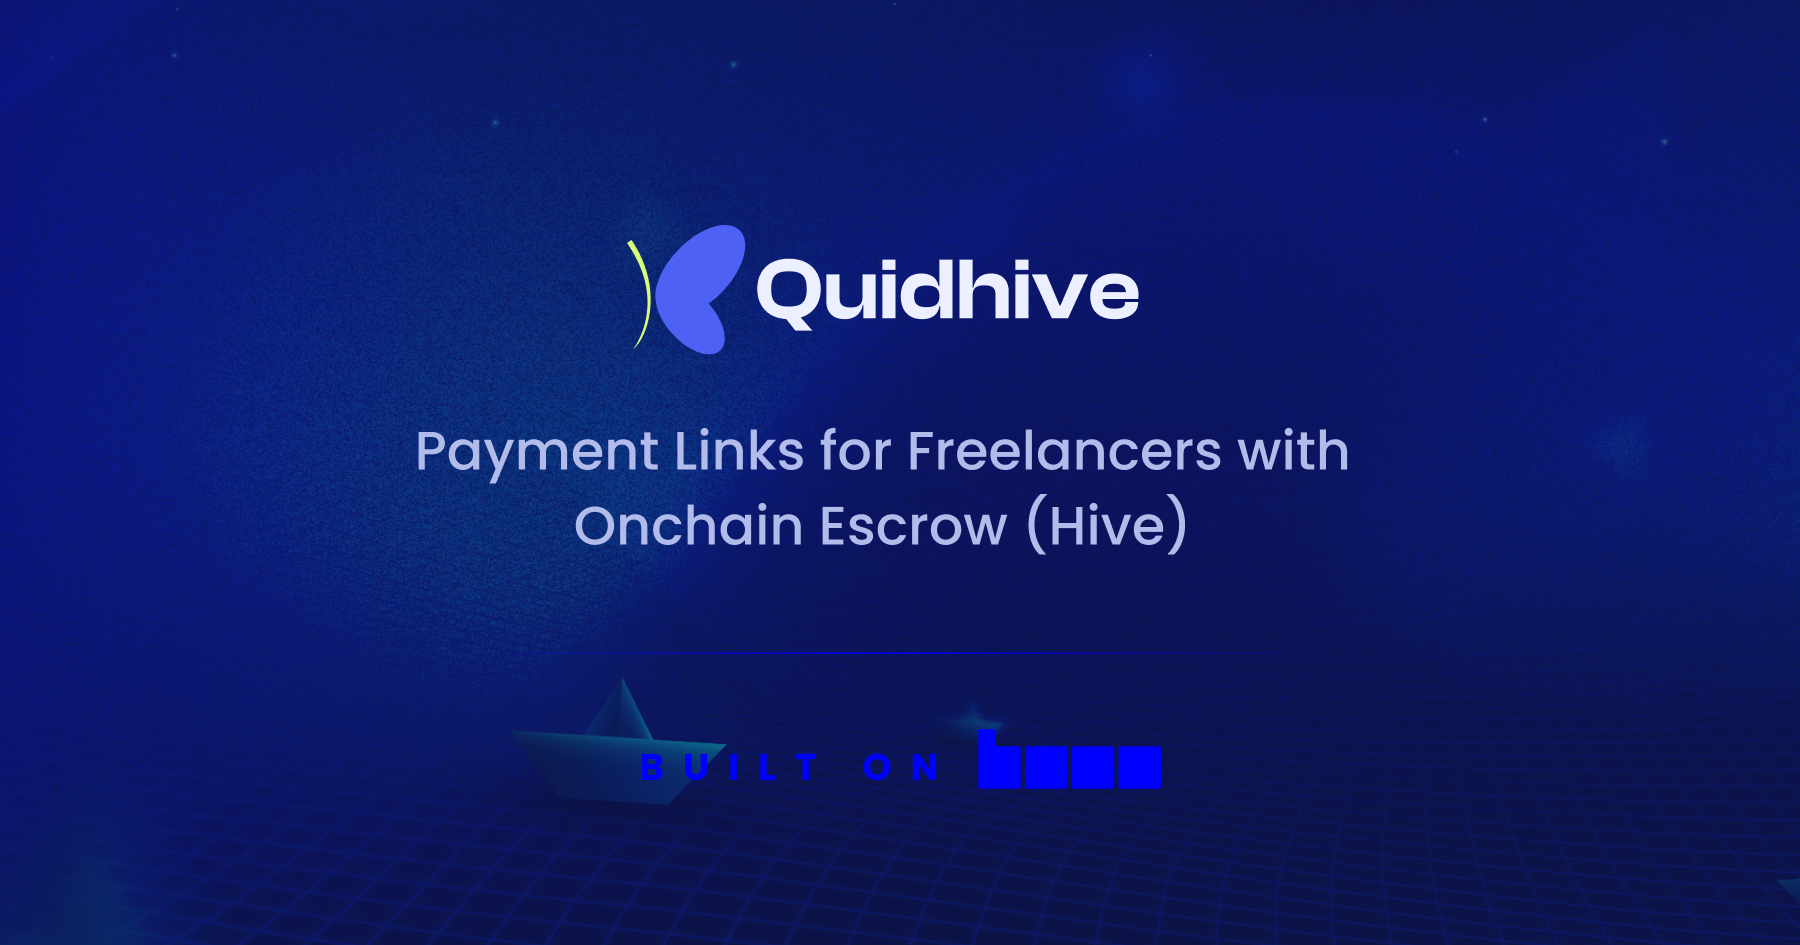 Quidhive
Payment Links for Freelancers with
Onchain Escrow (Hive)
BUILT ON